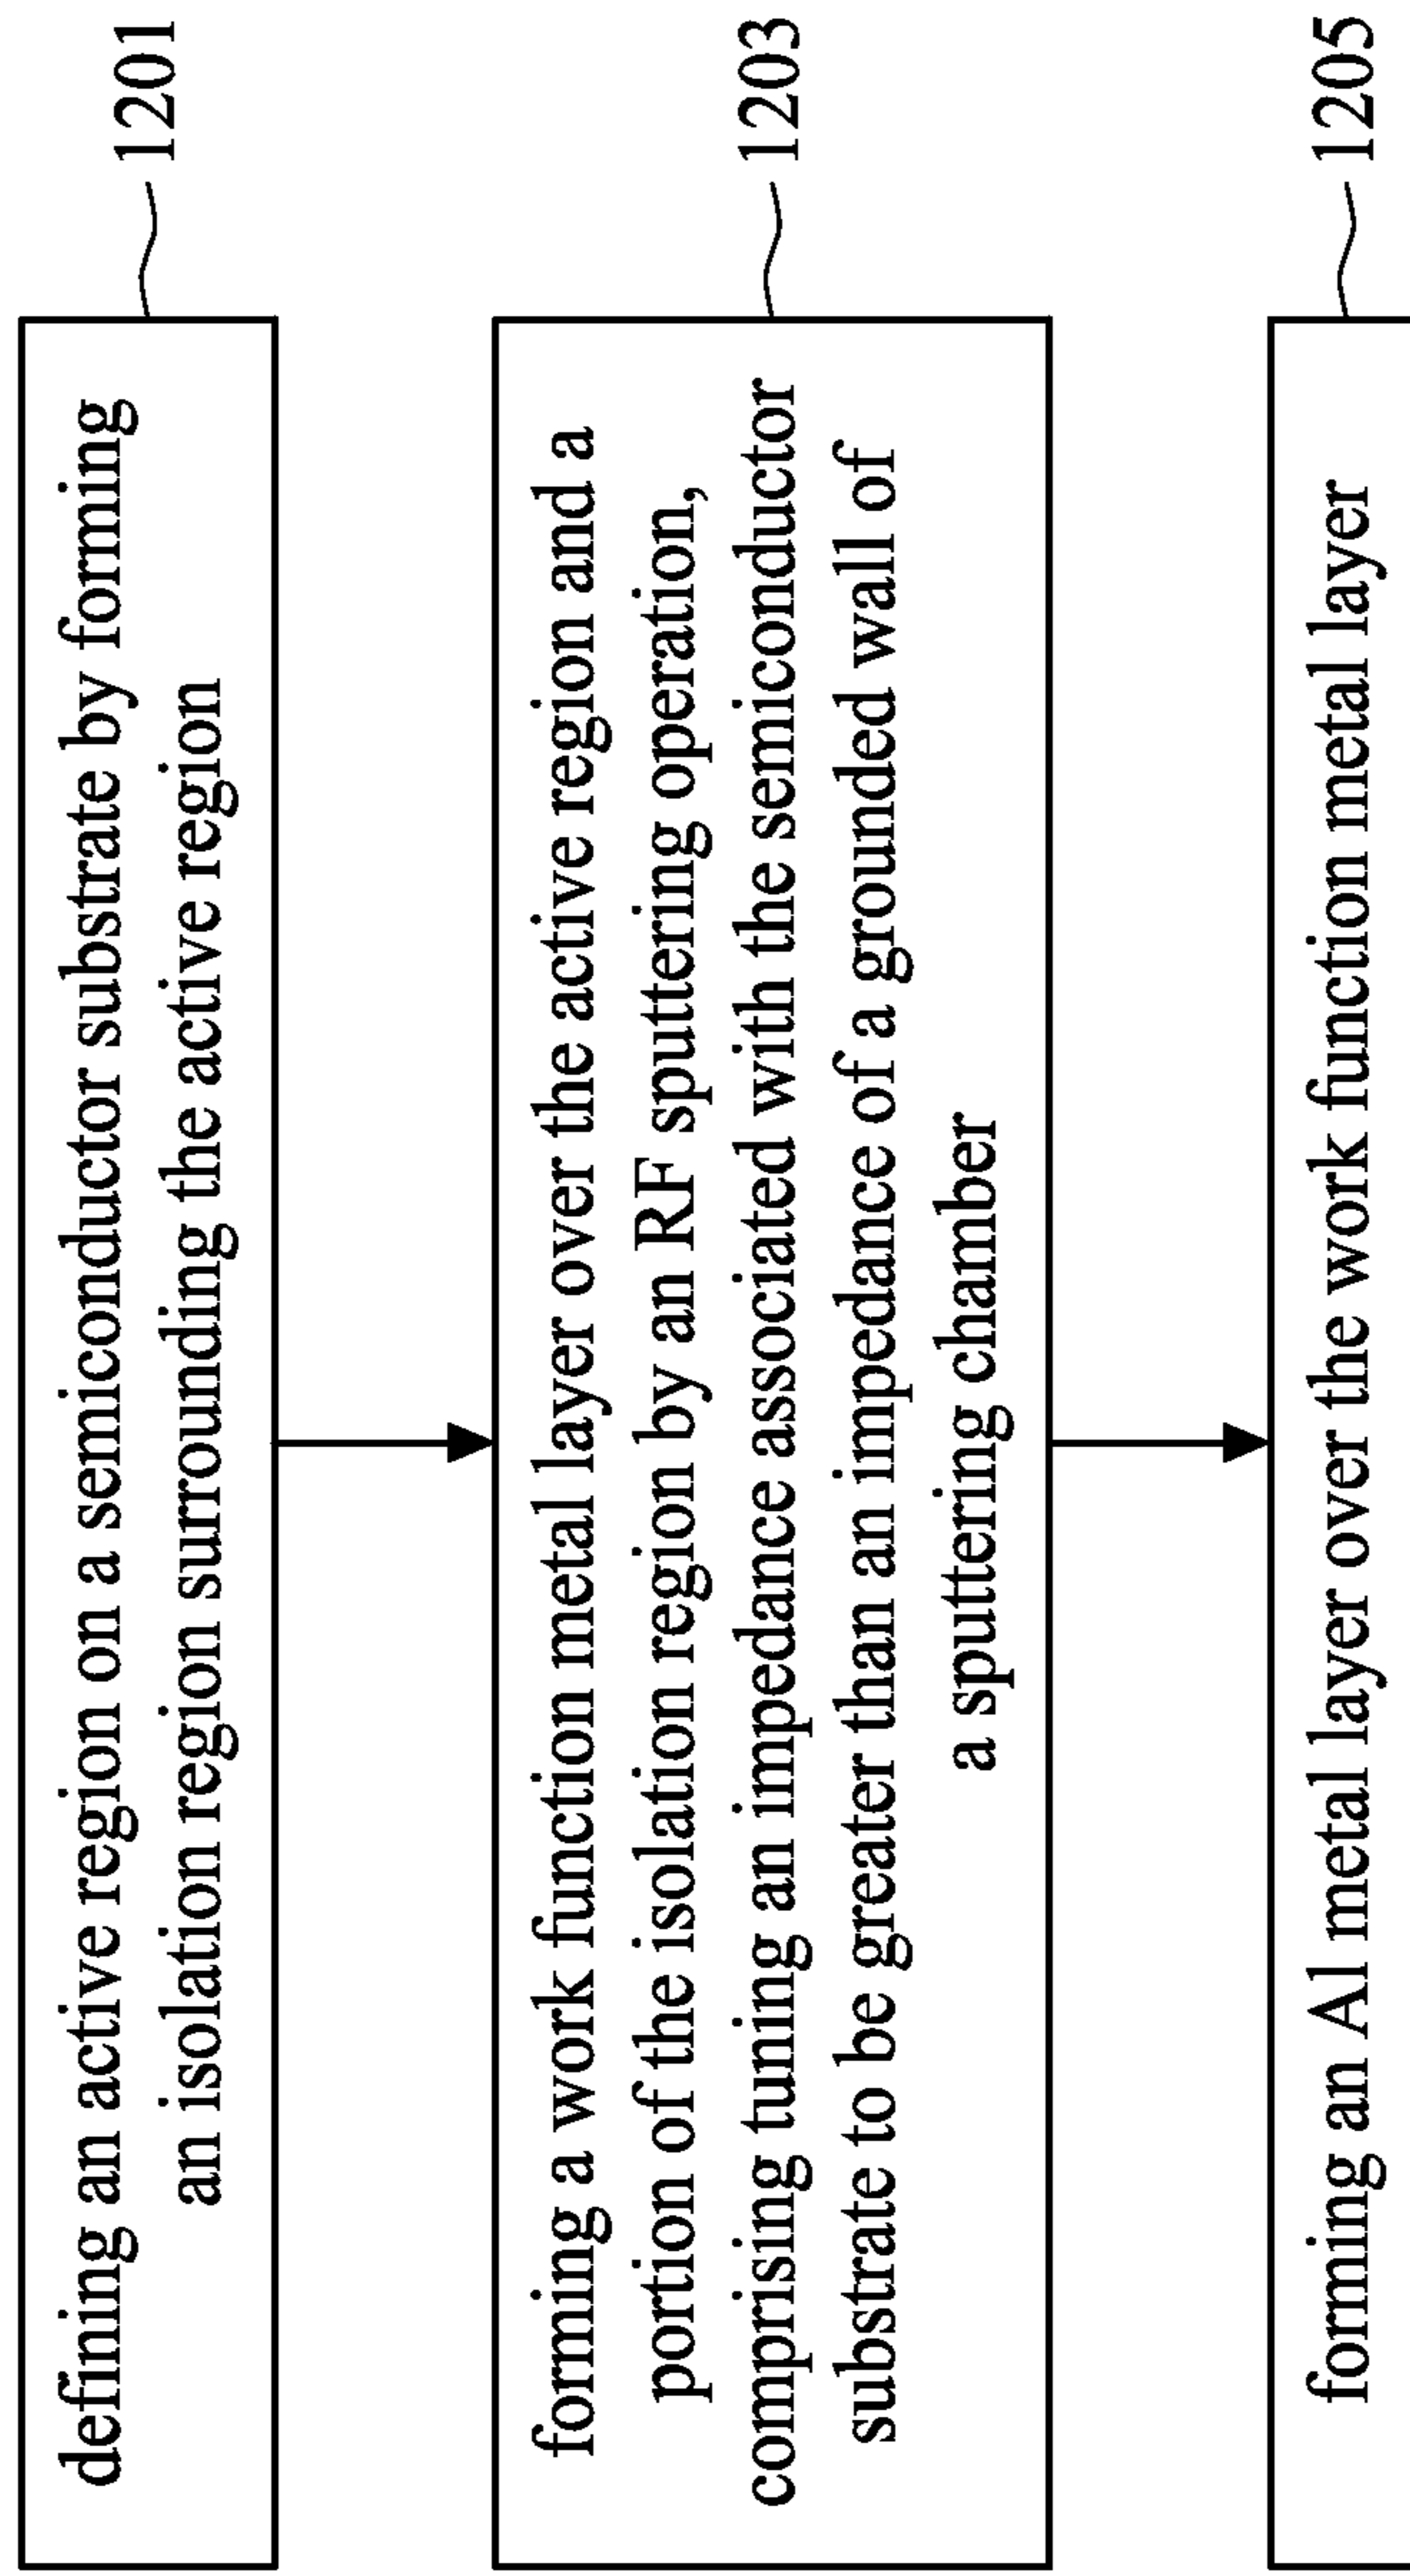 defining an active region on a semiconductor substrate by forming
an isolation region surrounding the active region
1201
forming a work function metal layer over the active region and a
portion of the isolation region by an RF sputtering operation,
comprising tuning an impedance associated with the semiconductor
substrate to be greater than an impedance of a grounded wall of
a sputtering chamber
1203
forming an Al metal layer over the work function metal layer
1205